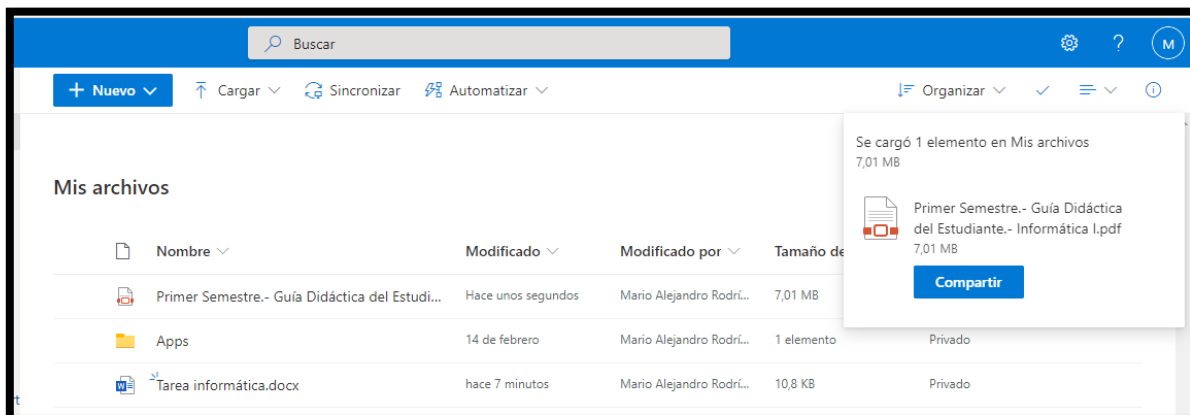 Buscar
M
Nuevo
Cargar
Sincronizar
Automatizar
Organizar
Se cargó 1 elemento en Mis archivos
7,01 MB
Primer Semestre.- Guía Didáctica
del Estudiante.- Informática I.pdf
7,01 MB
Compartir
Mis archivos
Nombre Modificado Modificado por Tamaño de
Primer Semestre.- Guía Didáctica del Estudi... Hace unos segundos Mario Alejandro Rodrí... 7,01 MB
Apps 14 de febrero Mario Alejandro Rodrí... 1 elemento Privado
Tarea informática.docx hace 7 minutos Mario Alejandro Rodrí... 10,8 KB Privado